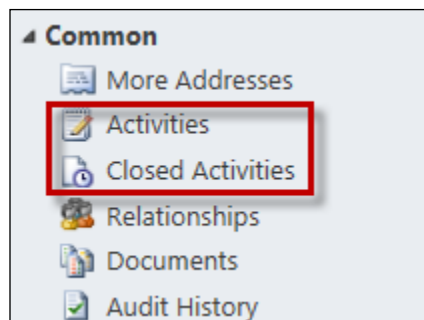 Common
More Addresses
Activities
Closed Activities
Relationships
Documents
Audit History